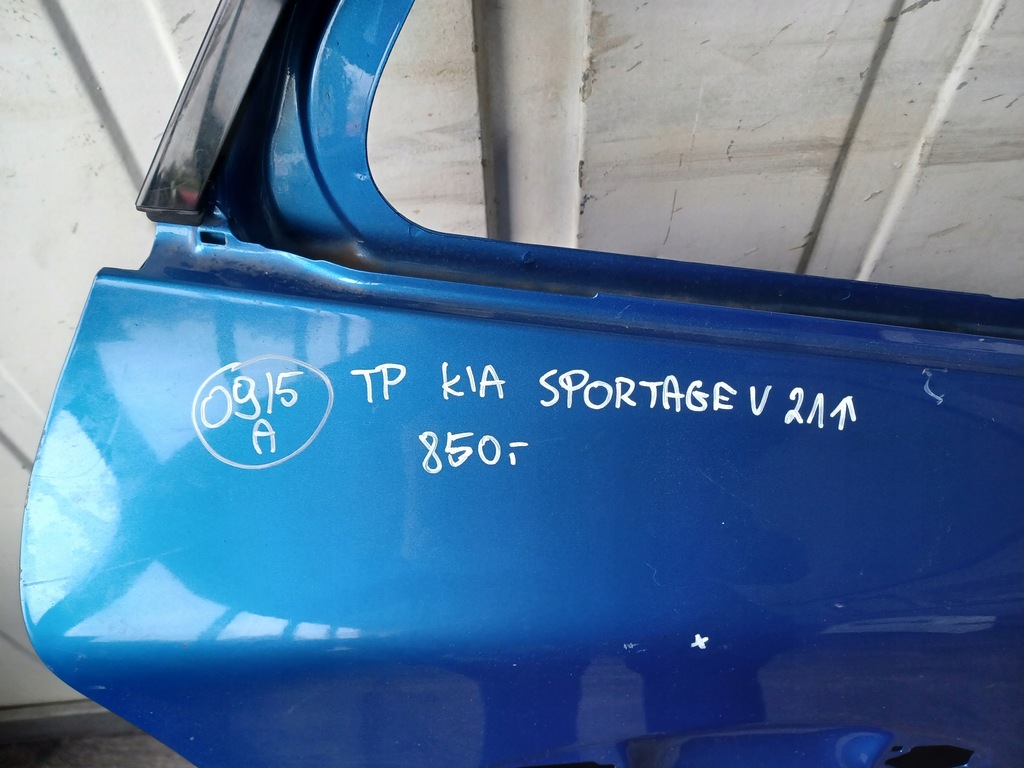 0915 TP KIA SPORTAGE V 21↑
A
850,-